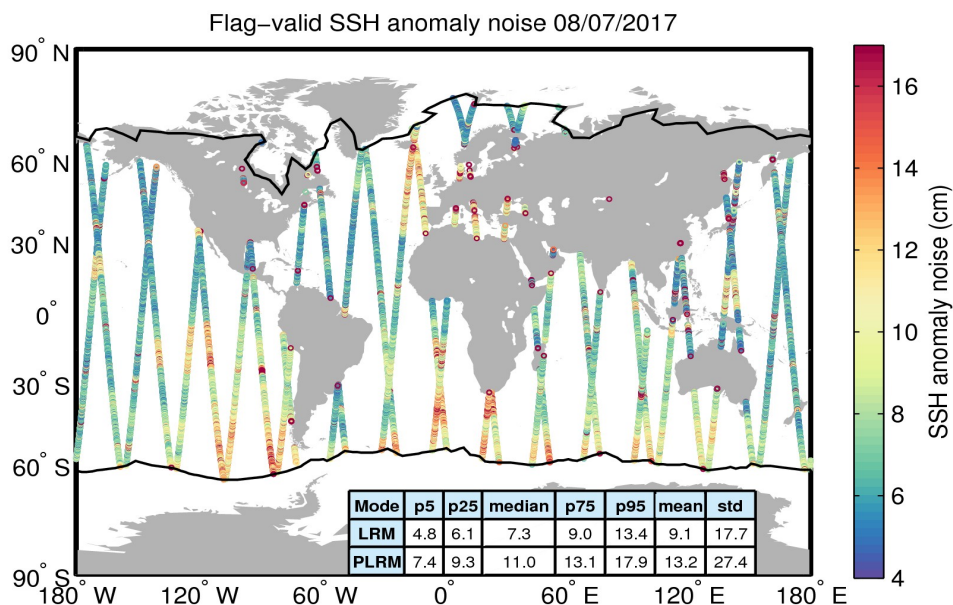 Flag−valid SSH anomaly noise 08/07/2017
90° N
60° N
30° N
0°
30° S
60° S
90° S
180° W
120° W
60° W
0°
60° E
120° E
180° E
Mode p5 p25 median p75 p95 mean std
LRM 4.8 6.1 7.3 9.0 13.4 9.1 17.7
PLRM 7.4 9.3 11.0 13.1 17.9 13.2 27.4
16
14
12
10
8
6
4
SSH anomaly noise (cm)